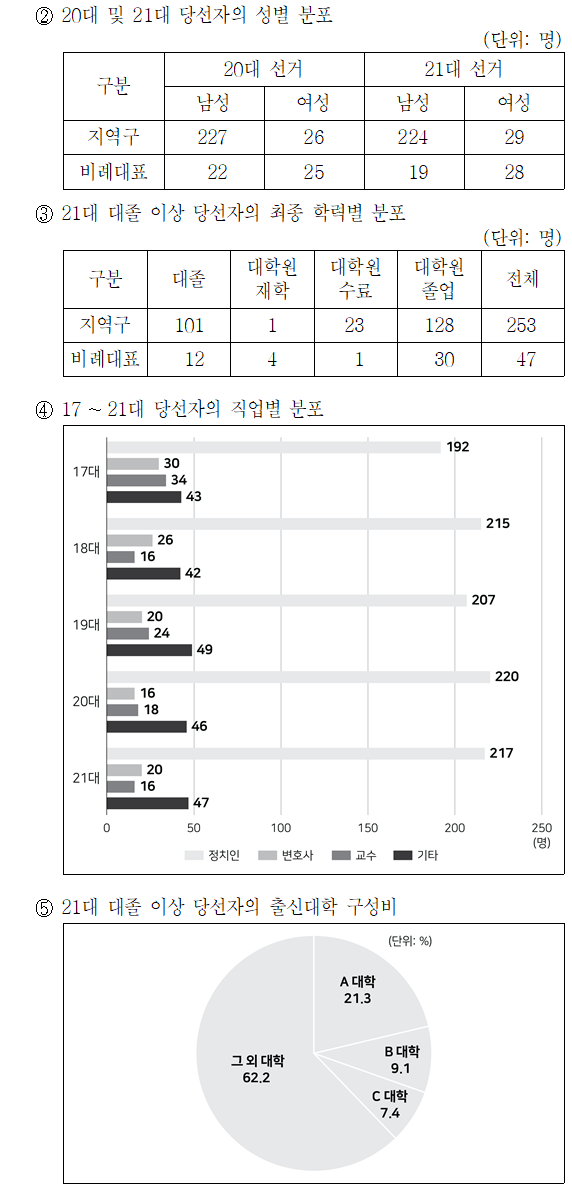 ② 20대 및 21대 당선자의 성별 분포
(단위: 명)
구분 20대 선거 21대 선거
남성 여성 남성 여성
지역구 227 26 224 29
비례대표 22 25 19 28
③ 21대 대졸 이상 당선자의 최종 학력별 분포
(단위: 명)
구분 대졸 대학원 재학 대학원 수료 대학원 졸업 전체
지역구 101 1 23 128 253
비례대표 12 4 1 30 47
④ 17 ~ 21대 당선자의 직업별 분포
192
17대 30
34
43
215
18대 26
16
42
207
19대 20
24
49
220
20대 16
18
46
217
21대 20
16
47
0 50 100 150 200 250
(명)
정치인 변호사 교수 기타
⑤ 21대 대졸 이상 당선자의 출신대학 구성비
(단위: %)
A 대학
21.3
B 대학
9.1
C 대학
7.4
그 외 대학
62.2